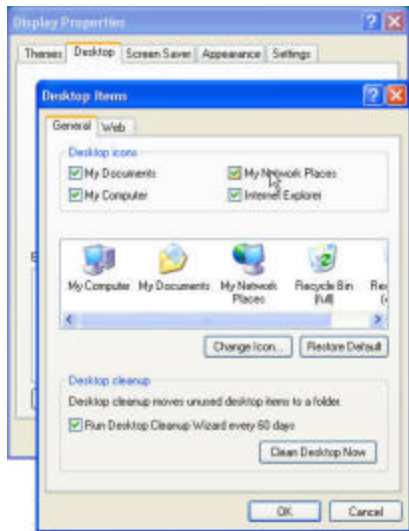 Display Properties
Themes Desktop Screen Saver Appearance Settings
Desktop Items
General Web
Desktop icons
My Documents My Network Places
My Computer Internet Explorer
My Computer My Documents My Network Places Recycle Bin (full)
Change Icon... Restore Default
Desktop cleanup
Desktop cleanup moves unused desktop items to a folder.
Run Desktop Cleanup Wizard every 60 days
Clean Desktop Now
OK Cancel